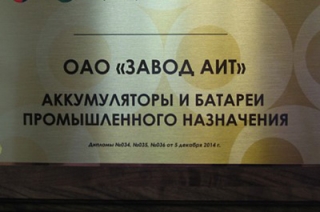 ОАО «ЗАВОД АИТ»
АККУМУЛЯТОРЫ И БАТАРЕИ
ПРОМЫШЛЕННОГО НАЗНАЧЕНИЯ
Дипломы №034, №035, №036 от 5 декабря 2014 г.